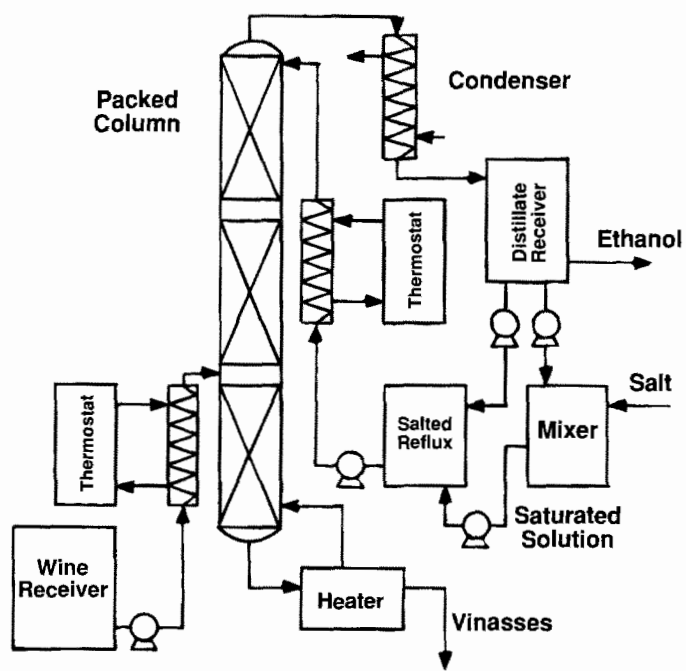 Packed
Column
Condenser
Distillate
Receiver
Ethanol
Thermostat
Salt
Salted
Reflux
Mixer
Thermostat
Saturated
Solution
Wine
Receiver
Heater
Vinasses